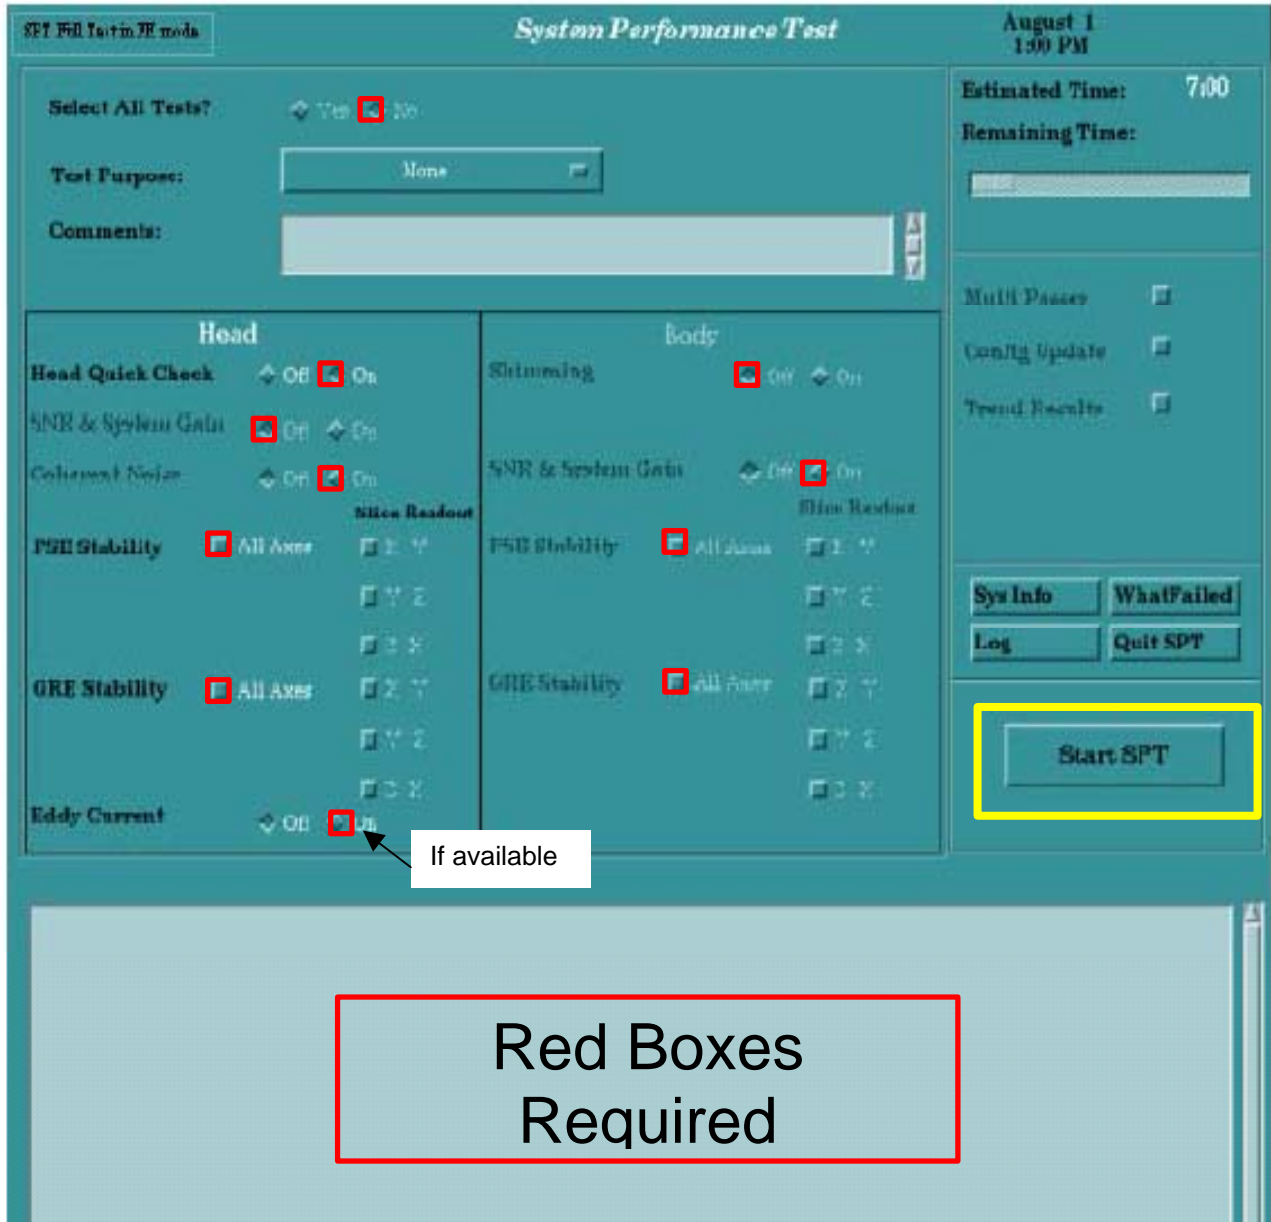 System Performance Test
August 1
1:00 PM
Select All Tests? Yes No
Test Purpose: None
Comments:
Estimated Time: 7:00
Remaining Time:
Multi Passes
Config Update
Trend Results
Head
Head Quick Check Off On
SNR & System Gain Off On
Coherent Noise Off On
Slice Readout
PSE Stability All Axes X Y
Y Z
Z X
GRE Stability All Axes X Y
Y Z
Z X
Eddy Current Off On
If available
Body
Shimming Off On
SNR & System Gain Off On
Slice Readout
PSE Stability All Axes X Y
Y Z
Z X
GRE Stability All Axes X Y
Y Z
Z X
Sys Info WhatFailed
Log Quit SPT
Start SPT
Red Boxes
Required